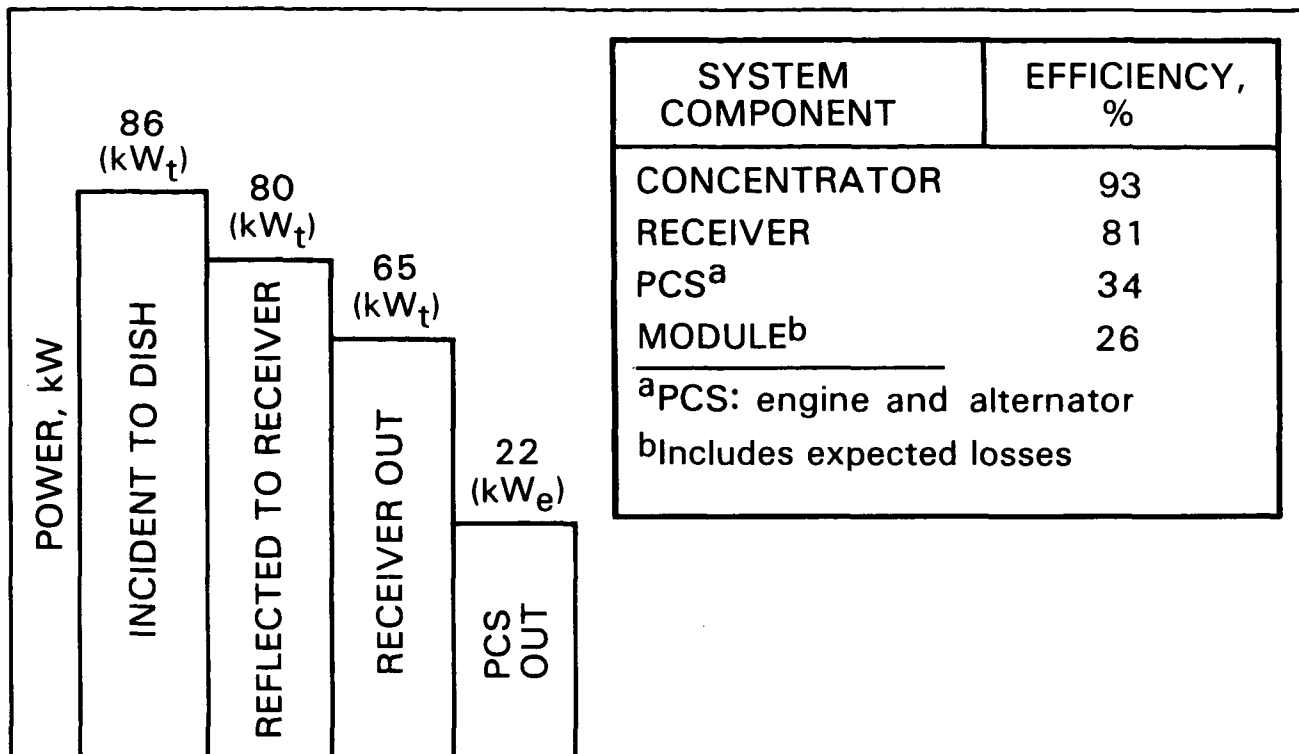 86
(kWt)
80
(kWt)
65
(kWt)
22
(kWe)
POWER, kW
INCIDENT TO DISH
REFLECTED TO RECEIVER
RECEIVER OUT
PCS
OUT
SYSTEM
COMPONENT
EFFICIENCY,
%
CONCENTRATOR 93
RECEIVER 81
PCSa 34
MODULEb 26
aPCS: engine and alternator
bIncludes expected losses